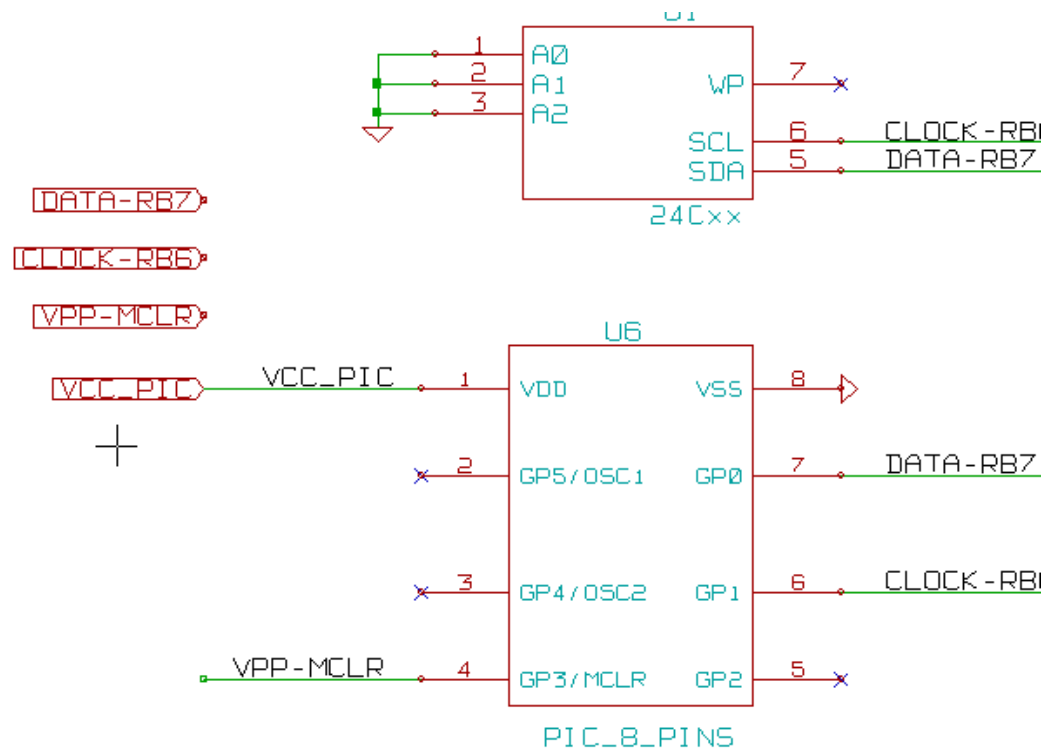 U1
1 A0
2 A1
3 A2
WP 7
SCL 6 CLOCK-RB6
SDA 5 DATA-RB7
24Cxx
DATA-RB7
CLOCK-RB6
VPP-MCLR
VCC_PIC
U6
VCC_PIC 1 VDD VSS 8
2 GP5/OSC1 GP0 7 DATA-RB7
3 GP4/OSC2 GP1 6 CLOCK-RB6
VPP-MCLR 4 GP3/MCLR GP2 5
PIC_8_PINS